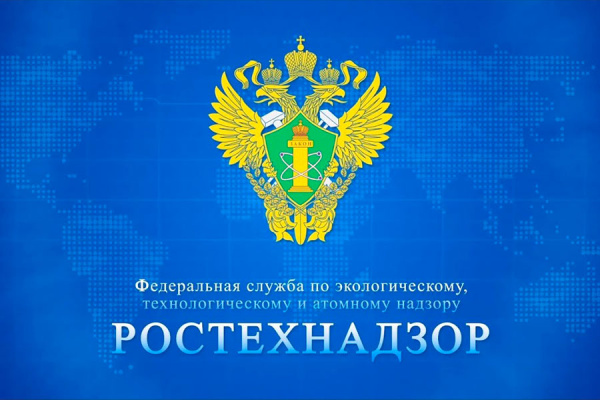 ЗАКОН
Федеральная служба по экологическому,
технологическому и атомному надзору
РОСТЕХНАДЗОР